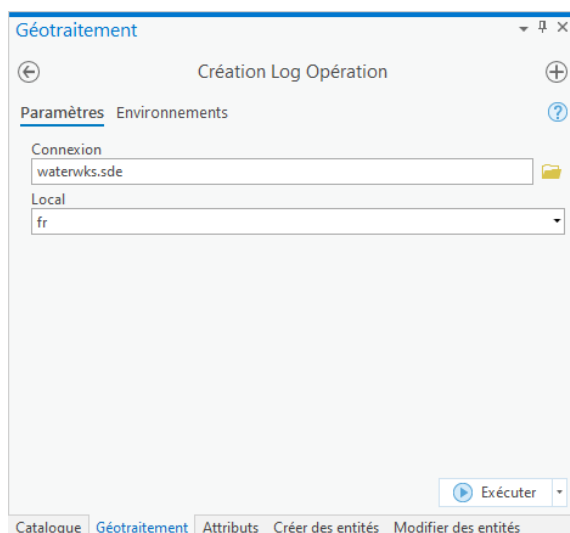 Géotraitement
Création Log Opération
Paramètres Environnements
Connexion
waterwks.sde
Local
fr
Exécuter
Catalogue Géotraitement Attributs Créer des entités Modifier des entités